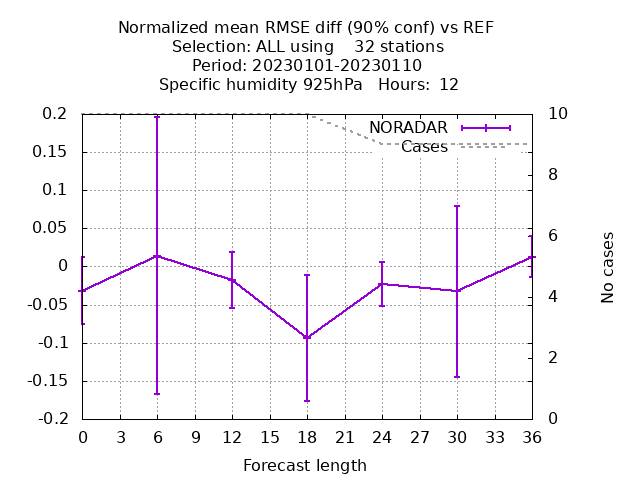 Normalized mean RMSE diff (90% conf) vs REF
Selection: ALL using    32 stations
Period: 20230101-20230110
Specific humidity 925hPa   Hours:  12
NORADAR
Cases
0.2
0.15
0.1
0.05
0
-0.05
-0.1
-0.15
-0.2
10
8
6
4
2
0
No cases
0 3 6 9 12 15 18 21 24 27 30 33 36
Forecast length